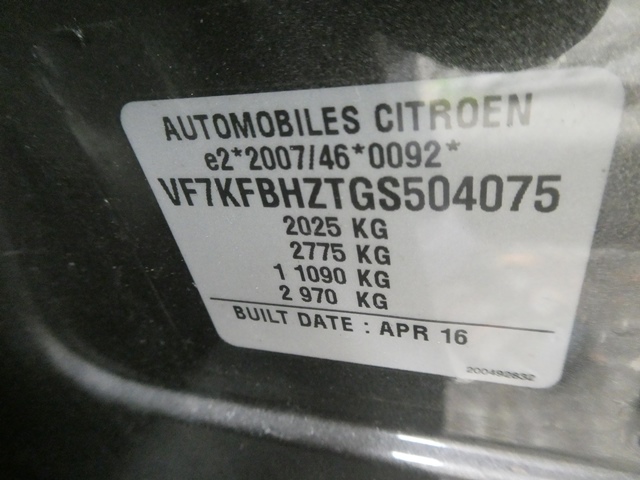 AUTOMOBILES CITROEN
e2*2007/46*0092*
VF7KFBHZTGS504075
2025 KG
2775 KG
1 1090 KG
2 970 KG
BUILT DATE : APR 16
200492632